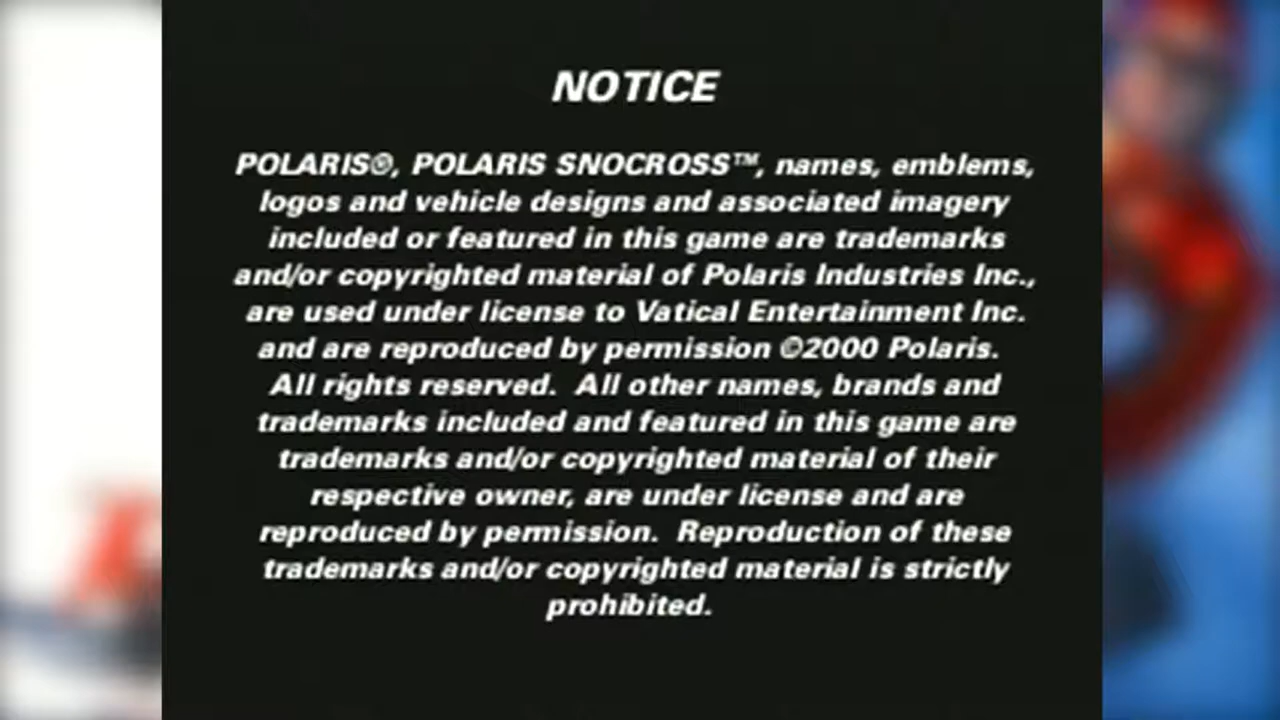 NOTICE
POLARIS®, POLARIS SNOCROSS™, names, emblems,
logos and vehicle designs and associated imagery
included or featured in this game are trademarks
and/or copyrighted material of Polaris Industries Inc.,
are used under license to Vatical Entertainment Inc.
and are reproduced by permission ©2000 Polaris.
All rights reserved.  All other names, brands and
trademarks included and featured in this game are
trademarks and/or copyrighted material of their
respective owner, are under license and are
reproduced by permission.  Reproduction of these
trademarks and/or copyrighted material is strictly
prohibited.